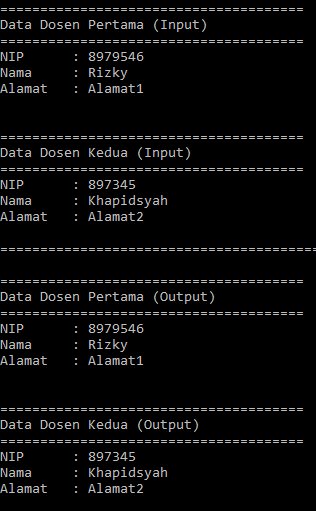 ======================================
Data Dosen Pertama (Input)
======================================
NIP      : 8979546
Nama     : Rizky
Alamat   : Alamat1
======================================
Data Dosen Kedua (Input)
======================================
NIP      : 897345
Nama     : Khapidsyah
Alamat   : Alamat2
========================================
======================================
Data Dosen Pertama (Output)
======================================
NIP      : 8979546
Nama     : Rizky
Alamat   : Alamat1
======================================
Data Dosen Kedua (Output)
======================================
NIP      : 897345
Nama     : Khapidsyah
Alamat   : Alamat2